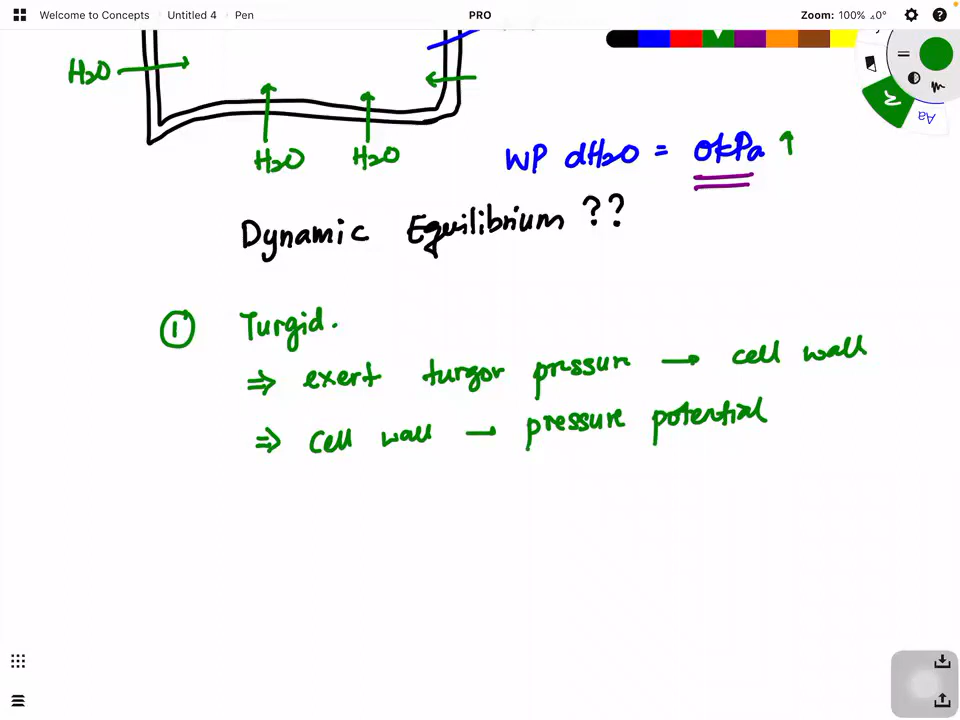 Welcome to Concepts Untitled 4 Pen PRO Zoom: 100% ⊿0°
H2O
Aa
H2O H2O
WP dH2O = 0kPa ↑
Dynamic Equilibrium ??
① Turgid.
⇒ exert turgor pressure → cell wall
⇒ cell wall — pressure potential